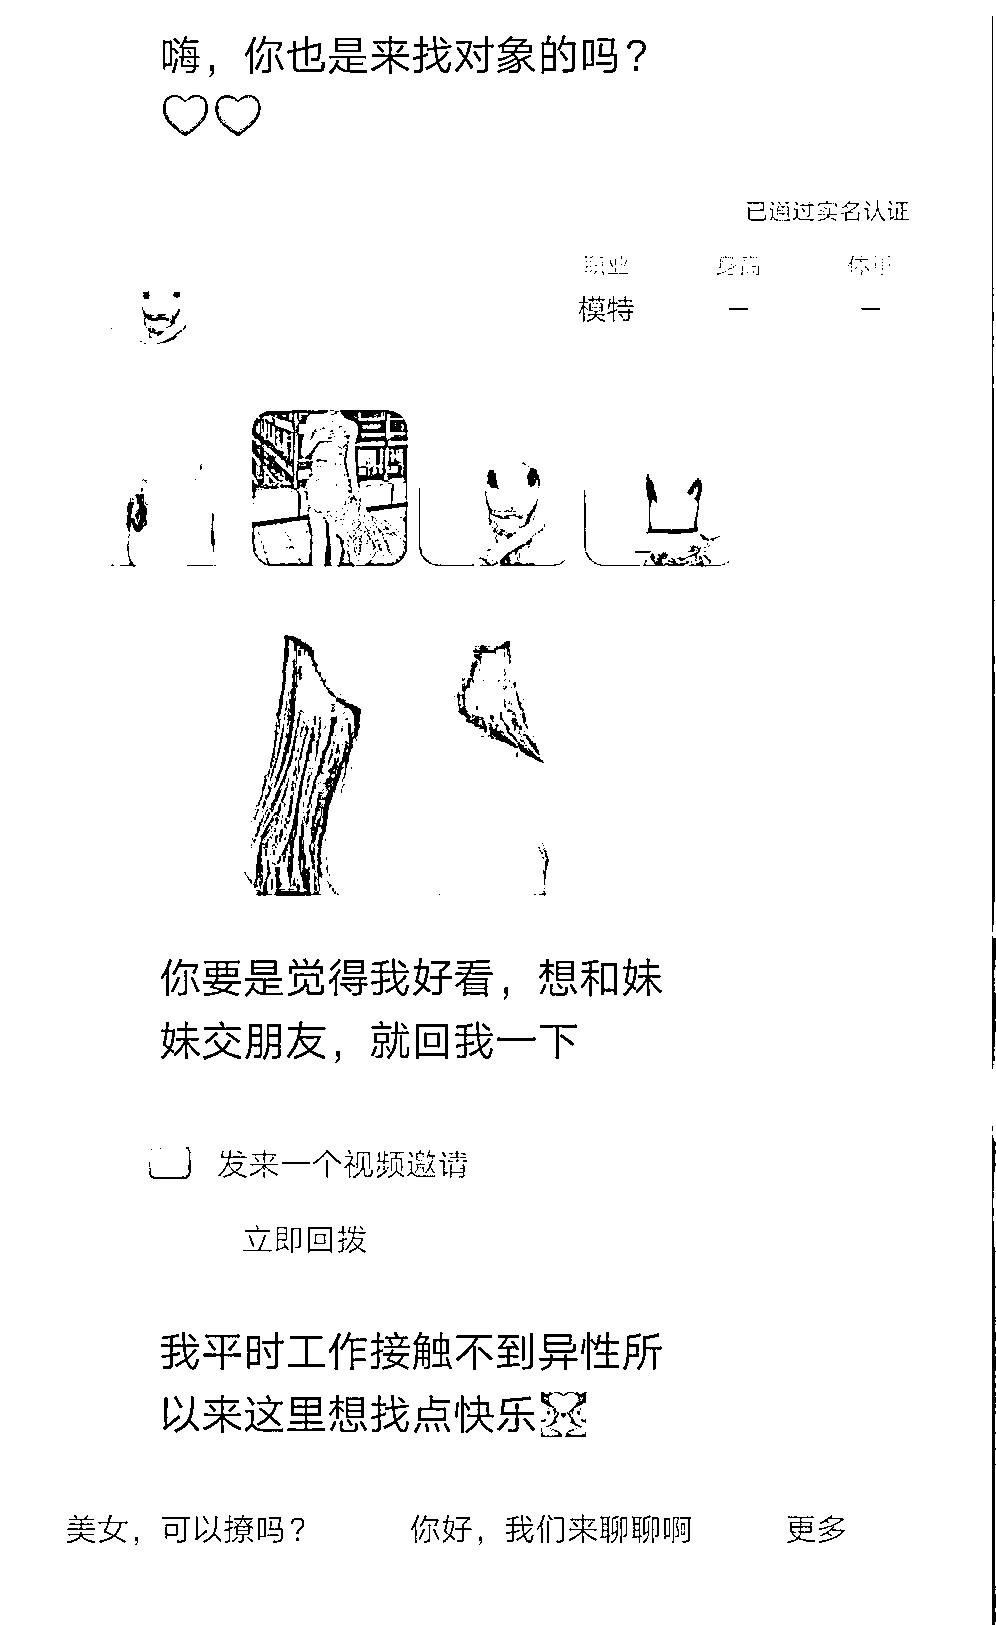 嗨，你也是来找对象的吗？
♡♡
已通过实名认证
职业 身高 体重
模特 — —
你要是觉得我好看，想和妹
妹交朋友，就回我一下
发来一个视频邀请
立即回拨
我平时工作接触不到异性所
以来这里想找点快乐
美女，可以撩吗？ 你好，我们来聊聊啊 更多